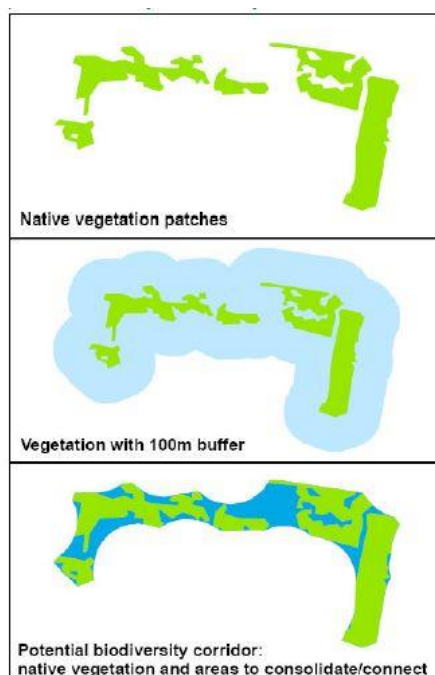 Native vegetation patches
Vegetation with 100m buffer
Potential biodiversity corridor:
native vegetation and areas to consolidate/connect